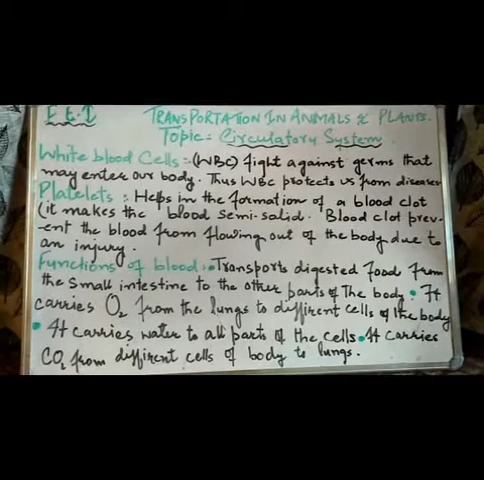 TRANSPORTATION IN ANIMALS & PLANTS.
Topic:- Circulatory System.
White blood Cells:- (WBC) fight against germs that
may enter our body. Thus WBC protects us from diseases
Platelets: Helps in the formation of a blood clot
(it makes the blood semi-solid. Blood clot prev-
ent the blood from flowing out of the body due to
an injury.
Functions of blood:• Transports digested food from
the small intestine to the other parts of the body • It
carries O2 from the lungs to diffirent cells of the body
• It carries water to all parts of the cells • It carries
CO2 from diffirent cells of body to lungs.